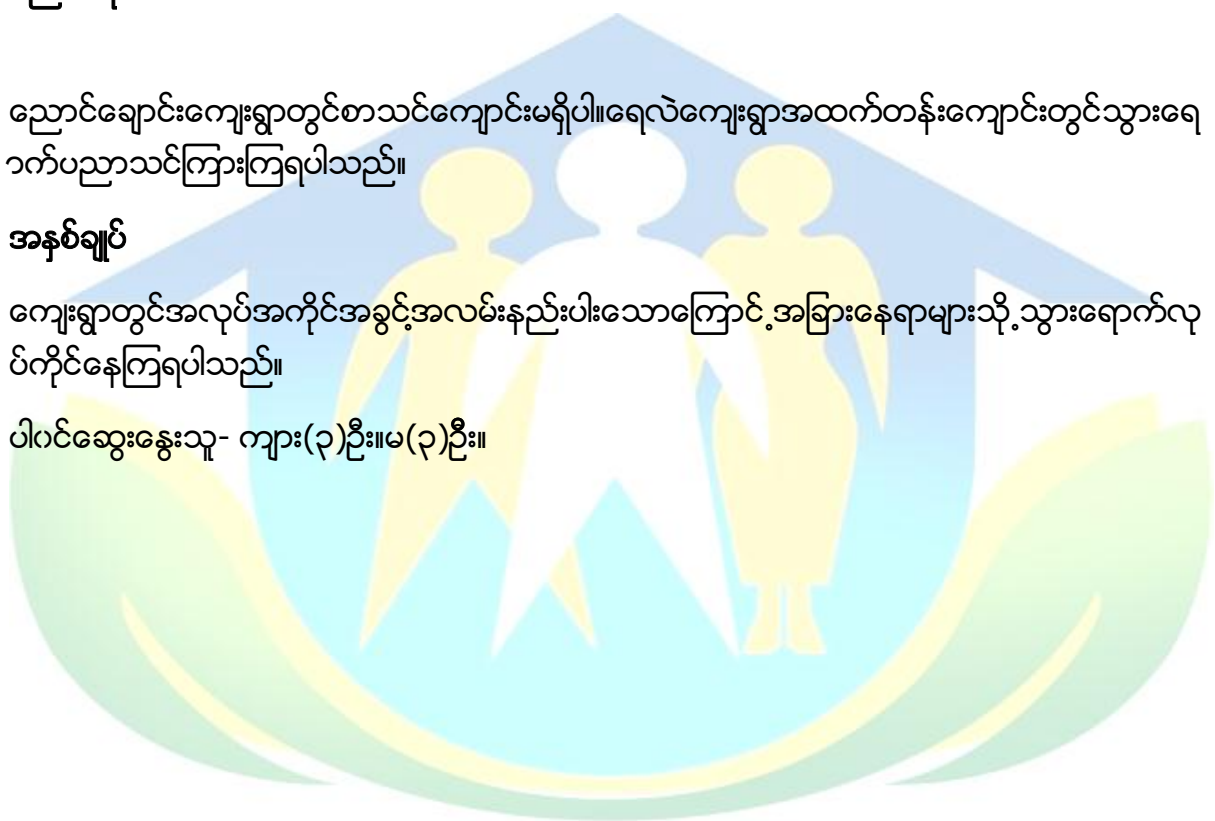 ညောင်ချောင်းကျေးရွာတွင်စာသင်ကျောင်းမရှိပါ။ရေလဲကျေးရွာအထက်တန်းကျောင်းတွင်သွားရေ
ာက်ပညာသင်ကြားကြရပါသည်။
အနှစ်ချုပ်
ကျေးရွာတွင်အလုပ်အကိုင်အခွင့်အလမ်းနည်းပါးသောကြောင့်.အခြားနေရာများသို့.သွားရောက်လု
ပ်ကိုင်နေကြရပါသည်။
ပါဝင်ဆွေးနွေးသူ- ကျား(၃)ဦး။မ(၃)ဦး။